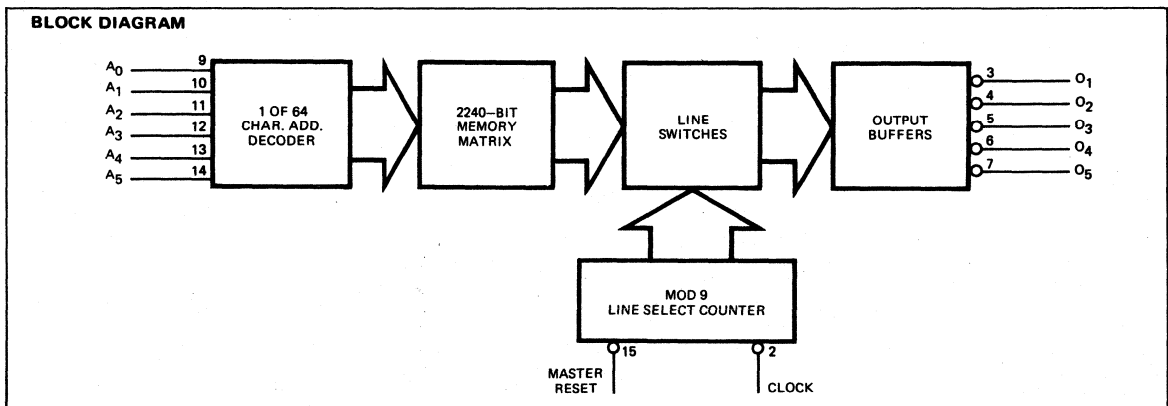 BLOCK DIAGRAM
A0 9
A1 10
A2 11
A3 12
A4 13
A5 14
1 OF 64
CHAR. ADD.
DECODER
2240-BIT
MEMORY
MATRIX
LINE
SWITCHES
OUTPUT
BUFFERS
3 O1
4 O2
5 O3
6 O4
7 O5
MOD 9
LINE SELECT COUNTER
15 2
MASTER
RESET
CLOCK